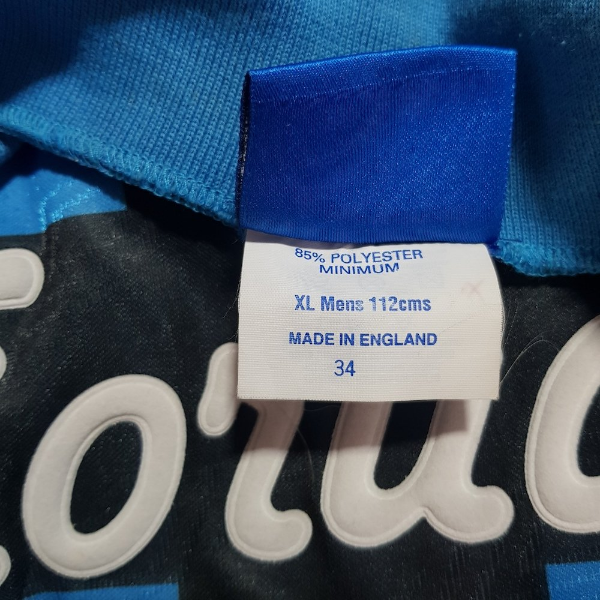 85% POLYESTER
MINIMUM
XL Mens 112cms
MADE IN ENGLAND
34